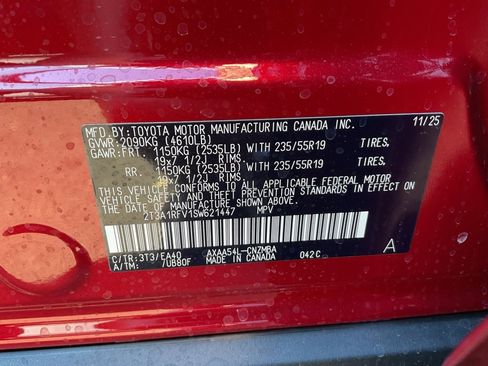 MFD.BY:TOYOTA MOTOR MANUFACTURING CANADA INC. 11/25
GVWR:2090KG (4610LB)
GAWR:FRT. 1150KG (2535LB) WITH 235/55R19 TIRES,
19x7 1/2J RIMS.
RR. 1150KG (2535LB) WITH 235/55R19 TIRES,
19x7 1/2J RIMS.
THIS VEHICLE CONFORMS TO ALL APPLICABLE FEDERAL MOTOR
VEHICLE SAFETY AND THEFT PREVENTION STANDARDS IN EFFECT
ON THE DATE OF MANUFACTURE SHOWN ABOVE.
2T3A1RFV1SW621447 MPV
C/TR:3T3/EA40 AXAA54L-CNZMBA 042C A
A/TM: /UB80F MADE IN CANADA